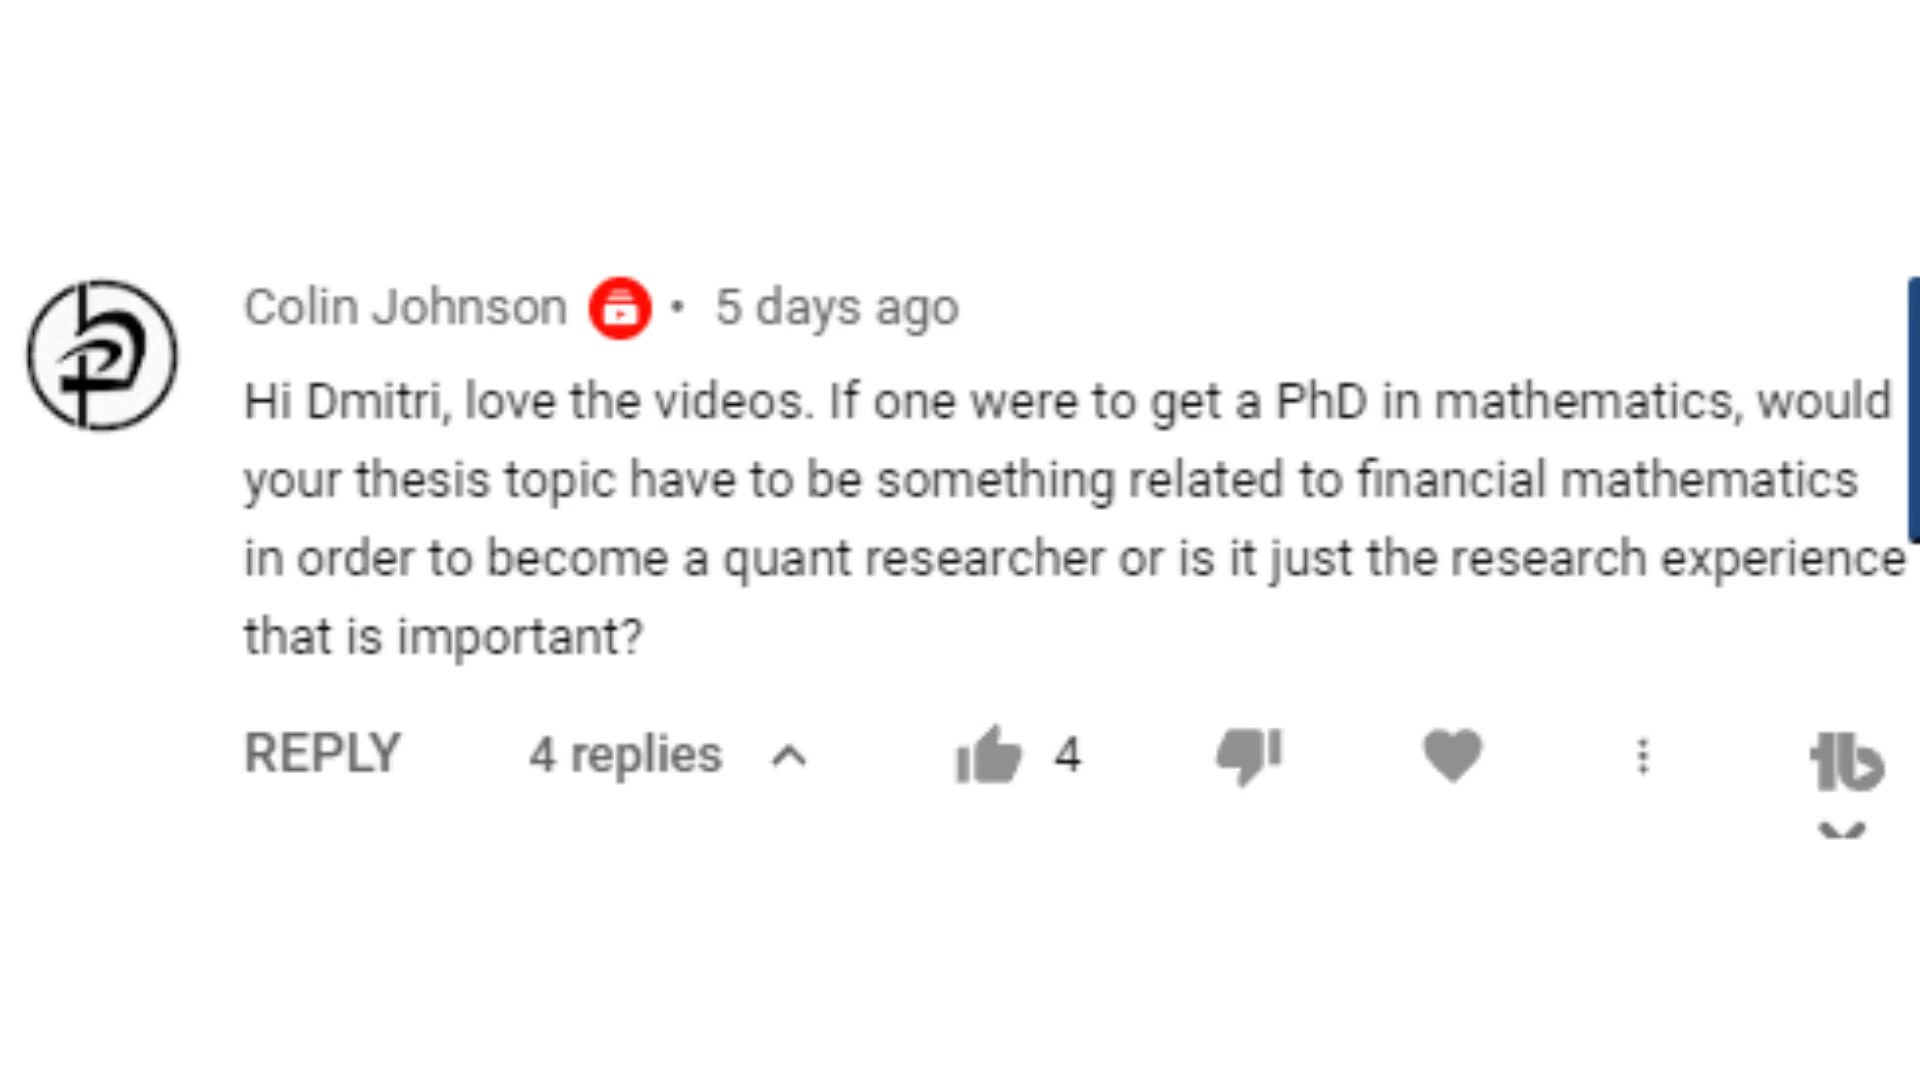 Colin Johnson • 5 days ago
Hi Dmitri, love the videos. If one were to get a PhD in mathematics, would
your thesis topic have to be something related to financial mathematics
in order to become a quant researcher or is it just the research experience
that is important?
REPLY 4 replies 4